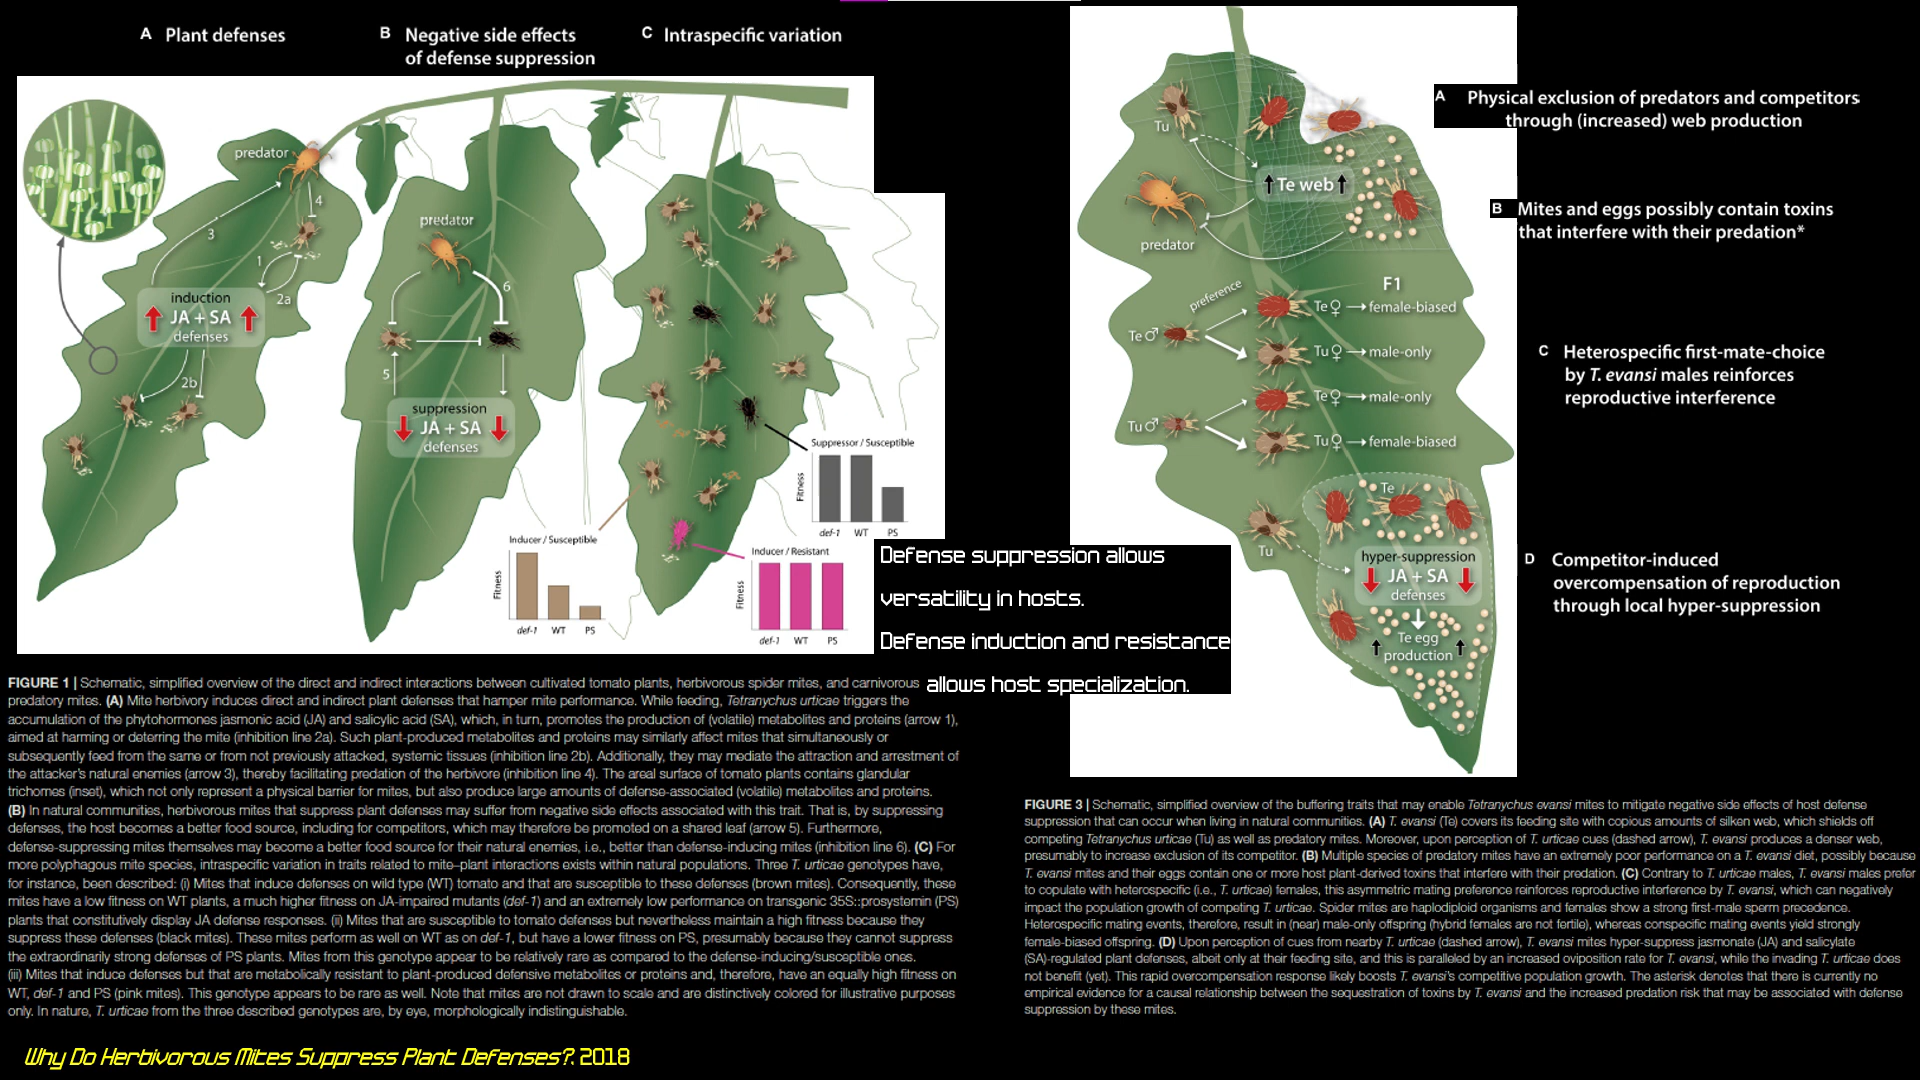 A Plant defenses
B Negative side effects
of defense suppression
C Intraspecific variation
predator
4
3
1
2a
induction
JA + SA
defenses
2b
predator
6
5
suppression
JA + SA
defenses
Suppressor / Susceptible
Fitness
def-1 WT PS
Inducer / Susceptible
Fitness
def-1 WT PS
Inducer / Resistant
Fitness
def-1 WT PS
Defense suppression allows
versatility in hosts.
Defense induction and resistance
allows host specialization.
FIGURE 1 | Schematic, simplified overview of the direct and indirect interactions between cultivated tomato plants, herbivorous spider mites, and carnivorous
predatory mites. (A) Mite herbivory induces direct and indirect plant defenses that hamper mite performance. While feeding, Tetranychus urticae triggers the
accumulation of the phytohormones jasmonic acid (JA) and salicylic acid (SA), which, in turn, promotes the production of (volatile) metabolites and proteins (arrow 1),
aimed at harming or deterring the mite (inhibition line 2a). Such plant-produced metabolites and proteins may similarly affect mites that simultaneously or
subsequently feed from the same or from not previously attacked, systemic tissues (inhibition line 2b). Additionally, they may mediate the attraction and arrestment of
the attacker's natural enemies (arrow 3), thereby facilitating predation of the herbivore (inhibition line 4). The areal surface of tomato plants contains glandular
trichomes (inset), which not only represent a physical barrier for mites, but also produce large amounts of defense-associated (volatile) metabolites and proteins.
(B) In natural communities, herbivorous mites that suppress plant defenses may suffer from negative side effects associated with this trait. That is, by suppressing
defenses, the host becomes a better food source, including for competitors, which may therefore be promoted on a shared leaf (arrow 5). Furthermore,
defense-suppressing mites themselves may become a better food source for their natural enemies, i.e., better than defense-inducing mites (inhibition line 6). (C) For
more polyphagous mite species, intraspecific variation in traits related to mite–plant interactions exists within natural populations. Three T. urticae genotypes have,
for instance, been described: (i) Mites that induce defenses on wild type (WT) tomato and that are susceptible to these defenses (brown mites). Consequently, these
mites have a low fitness on WT plants, a much higher fitness on JA-impaired mutants (def-1) and an extremely low performance on transgenic 35S::prosystemin (PS)
plants that constitutively display JA defense responses. (ii) Mites that are susceptible to tomato defenses but nevertheless maintain a high fitness because they
suppress these defenses (black mites). These mites perform as well on WT as on def-1, but have a lower fitness on PS, presumably because they cannot suppress
the extraordinarily strong defenses of PS plants. Mites from this genotype appear to be relatively rare as compared to the defense-inducing/susceptible ones.
(iii) Mites that induce defenses but that are metabolically resistant to plant-produced defensive metabolites or proteins and, therefore, have an equally high fitness on
WT, def-1 and PS (pink mites). This genotype appears to be rare as well. Note that mites are not drawn to scale and are distinctively colored for illustrative purposes
only. In nature, T. urticae from the three described genotypes are, by eye, morphologically indistinguishable.
Why Do Herbivorous Mites Suppress Plant Defenses?, 2018
Tu
Te web
predator
A Physical exclusion of predators and competitors
through (increased) web production
B Mites and eggs possibly contain toxins
that interfere with their predation*
F1
preference
Te♀ → female-biased
Te♂
Tu♀ → male-only
Te♀ → male-only
Tu♂
Tu♀ → female-biased
C Heterospecific first-mate-choice
by T. evansi males reinforces
reproductive interference
Te
Tu
hyper-suppression
JA + SA
defenses
Te egg
production
D Competitor-induced
overcompensation of reproduction
through local hyper-suppression
FIGURE 3 | Schematic, simplified overview of the buffering traits that may enable Tetranychus evansi mites to mitigate negative side effects of host defense
suppression that can occur when living in natural communities. (A) T. evansi (Te) covers its feeding site with copious amounts of silken web, which shields off
competing Tetranychus urticae (Tu) as well as predatory mites. Moreover, upon perception of T. urticae cues (dashed arrow), T. evansi produces a denser web,
presumably to increase exclusion of its competitor. (B) Multiple species of predatory mites have an extremely poor performance on a T. evansi diet, possibly because
T. evansi mites and their eggs contain one or more host plant-derived toxins that interfere with their predation. (C) Contrary to T. urticae males, T. evansi males prefer
to copulate with heterospecific (i.e., T. urticae) females, this asymmetric mating preference reinforces reproductive interference by T. evansi, which can negatively
impact the population growth of competing T. urticae. Spider mites are haplodiploid organisms and females show a strong first-male sperm precedence.
Heterospecific mating events, therefore, result in (near) male-only offspring (hybrid females are not fertile), whereas conspecific mating events yield strongly
female-biased offspring. (D) Upon perception of cues from nearby T. urticae (dashed arrow), T. evansi mites hyper-suppress jasmonate (JA) and salicylate
(SA)-regulated plant defenses, albeit only at their feeding site, and this is paralleled by an increased oviposition rate for T. evansi, while the invading T. urticae does
not benefit (yet). This rapid overcompensation response likely boosts T. evansi's competitive population growth. The asterisk denotes that there is currently no
empirical evidence for a causal relationship between the sequestration of toxins by T. evansi and the increased predation risk that may be associated with defense
suppression by these mites.